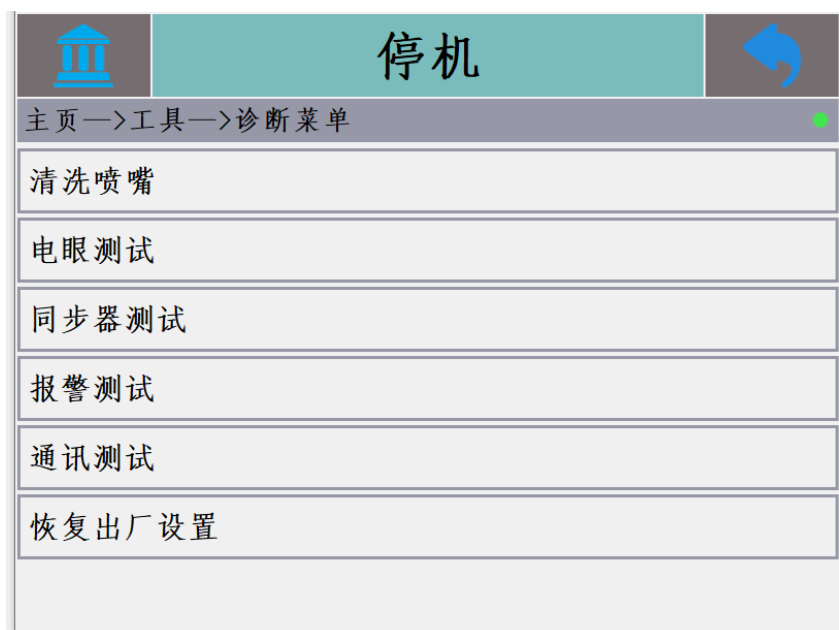 停机
主页—>工具—>诊断菜单
清洗喷嘴
电眼测试
同步器测试
报警测试
通讯测试
恢复出厂设置